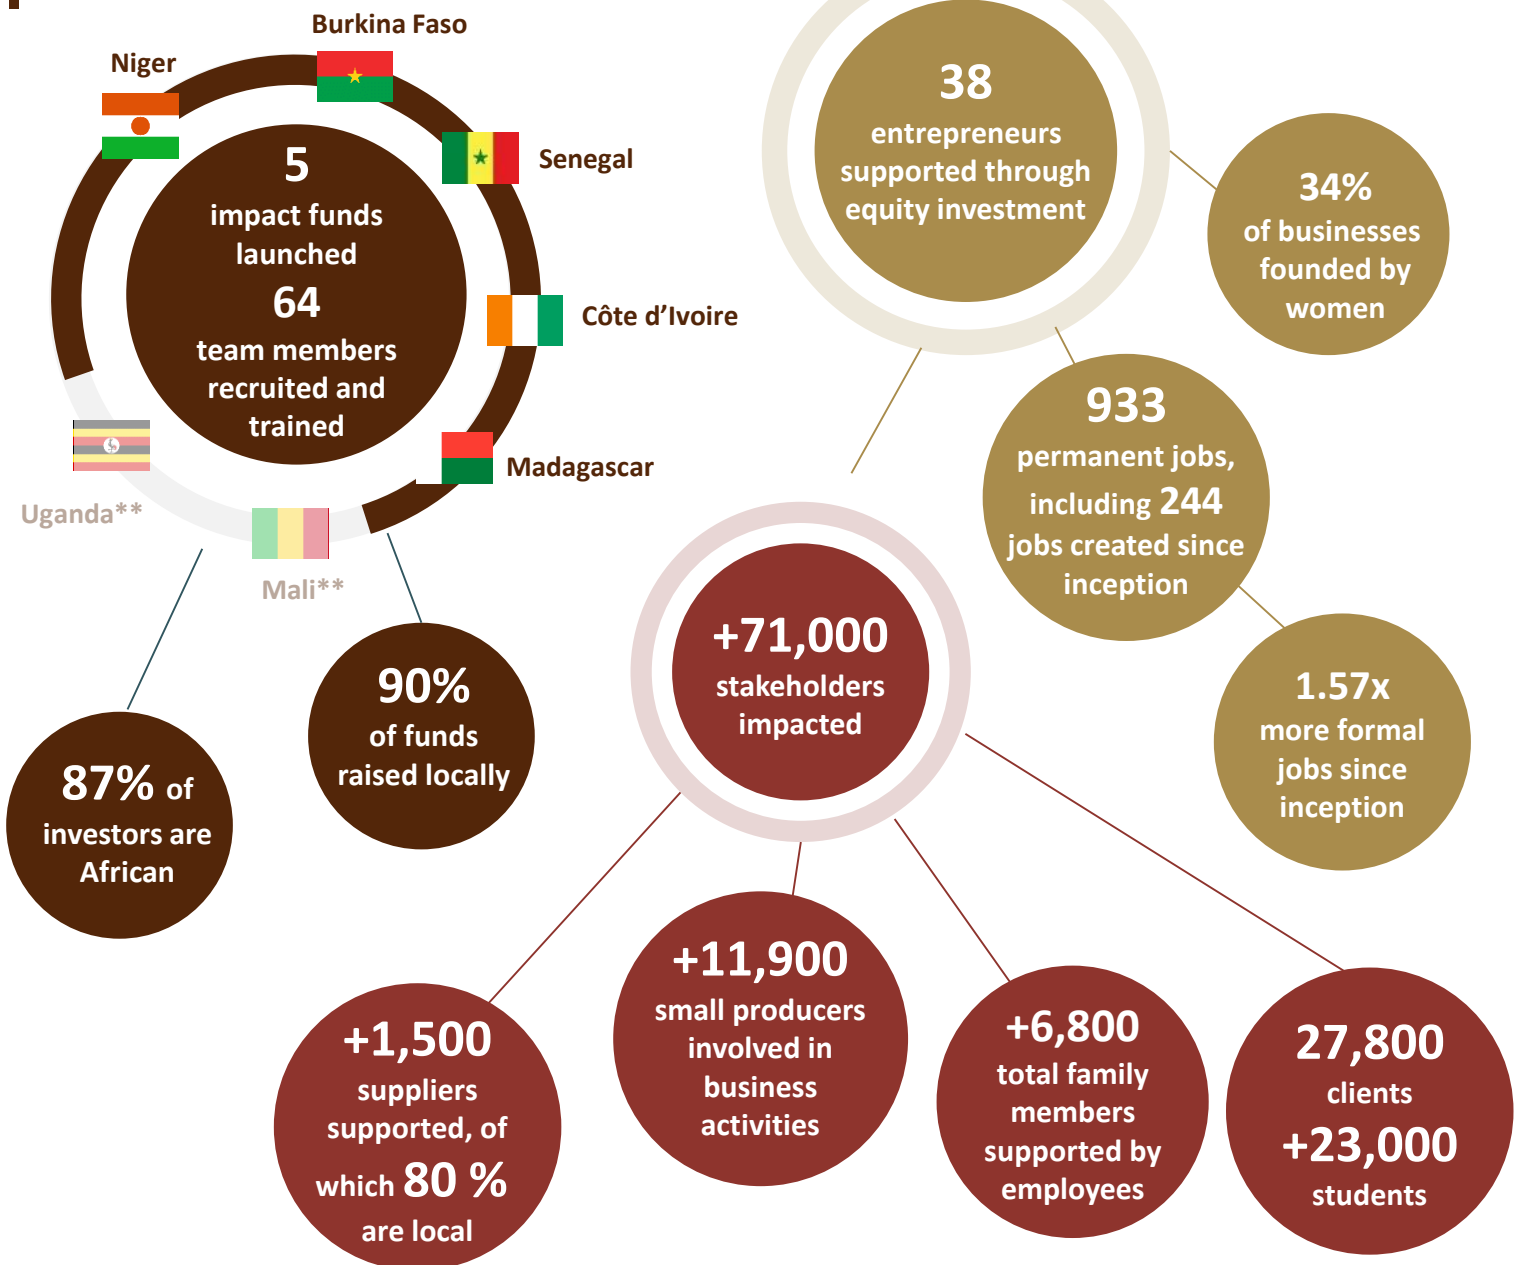 Burkina Faso
Niger
Senegal
Côte d’Ivoire
Madagascar
Mali**
Uganda**
5
impact funds
launched
64
team members
recruited and
trained
87% of
investors are
African
90%
of funds
raised locally
38
entrepreneurs
supported through
equity investment
34%
of businesses
founded by
women
933
permanent jobs,
including 244
jobs created since
inception
1.57x
more formal
jobs since
inception
+71,000
stakeholders
impacted
+1,500
suppliers
supported, of
which 80 %
are local
+11,900
small producers
involved in
business
activities
+6,800
total family
members
supported by
employees
27,800
clients
+23,000
students